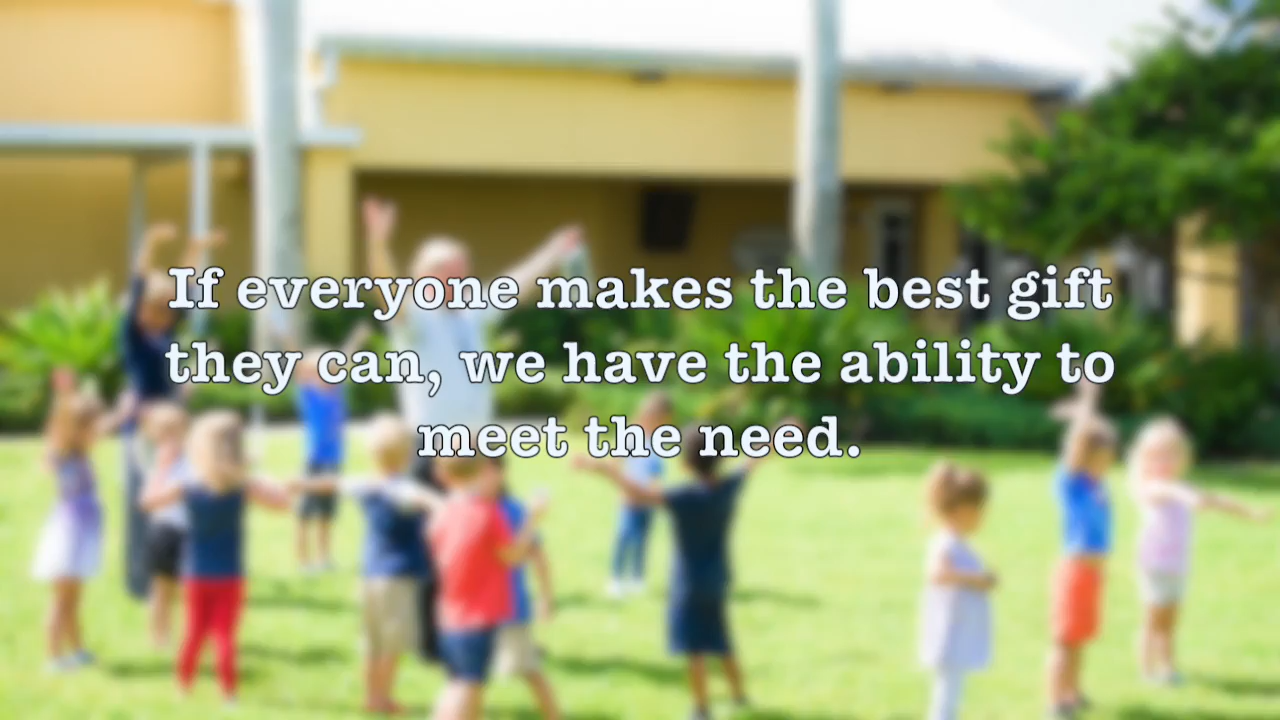 If everyone makes the best gift
they can, we have the ability to
meet the need.